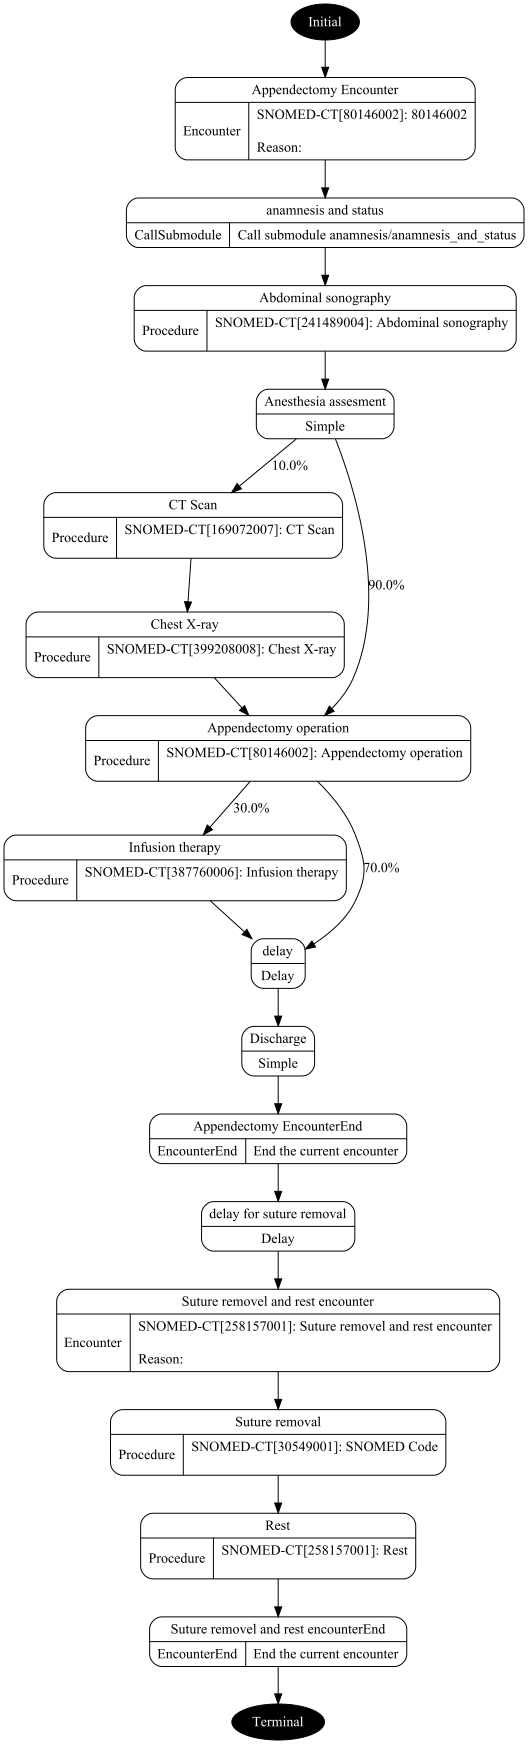 Initial
Appendectomy Encounter
Encounter
SNOMED-CT[80146002]: 80146002
Reason:
anamnesis and status
CallSubmodule
Call submodule anamnesis/anamnesis_and_status
Abdominal sonography
Procedure
SNOMED-CT[241489004]: Abdominal sonography
Anesthesia assesment
Simple
10.0%
CT Scan
Procedure
SNOMED-CT[169072007]: CT Scan
90.0%
Chest X-ray
Procedure
SNOMED-CT[399208008]: Chest X-ray
Appendectomy operation
Procedure
SNOMED-CT[80146002]: Appendectomy operation
30.0%
Infusion therapy
Procedure
SNOMED-CT[387760006]: Infusion therapy
70.0%
delay
Delay
Discharge
Simple
Appendectomy EncounterEnd
EncounterEnd
End the current encounter
delay for suture removal
Delay
Suture removel and rest encounter
Encounter
SNOMED-CT[258157001]: Suture removel and rest encounter
Reason:
Suture removal
Procedure
SNOMED-CT[30549001]: SNOMED Code
Rest
Procedure
SNOMED-CT[258157001]: Rest
Suture removel and rest encounterEnd
EncounterEnd
End the current encounter
Terminal